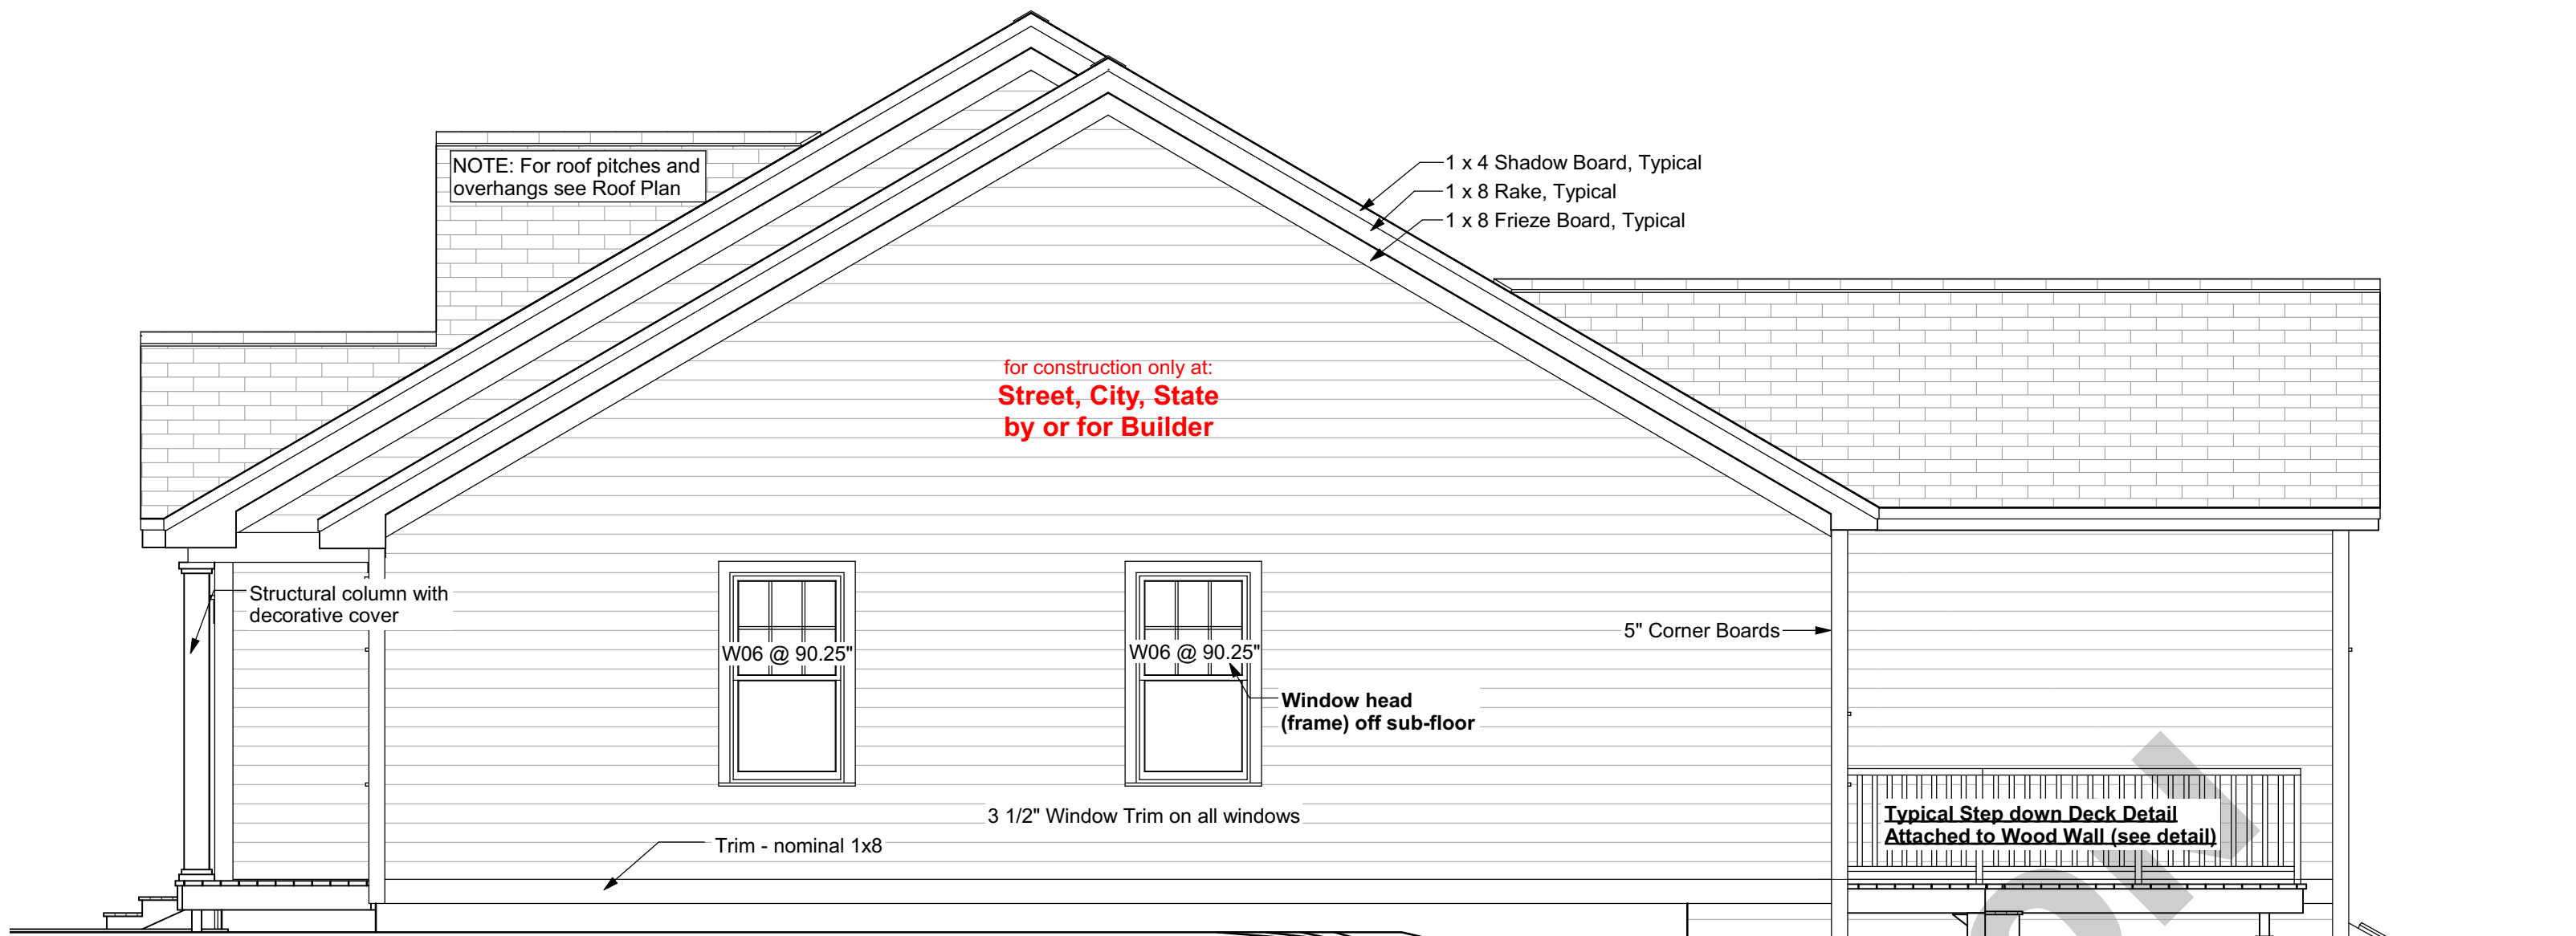 NOTE: For roof pitches and
overhangs see Roof Plan
1 x 4 Shadow Board, Typical
1 x 8 Rake, Typical
1 x 8 Frieze Board, Typical
for construction only at:
Street, City, State
by or for Builder
Structural column with
decorative cover
W06 @ 90.25"
W06 @ 90.25"
5" Corner Boards
Window head
(frame) off sub-floor
3 1/2" Window Trim on all windows
Trim - nominal 1x8
Typical Step down Deck Detail
Attached to Wood Wall (see detail)